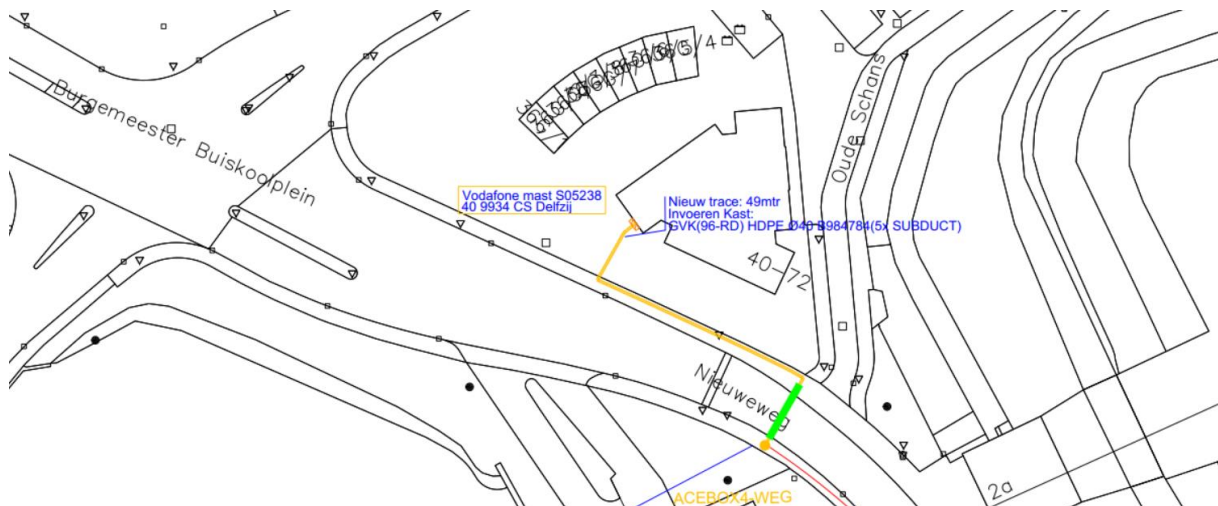 Burgemeester Buiskoolplein
Oude Schans
Vodafone mast S05238
40 9934 CS Delfzij
Nieuw trace: 49mtr
Invoeren Kast:
GVK(96-RD) HDPE Ø40 B984784(5x SUBDUCT)
40-72
Nieuweweg
2a
ACEBOX4-WEG